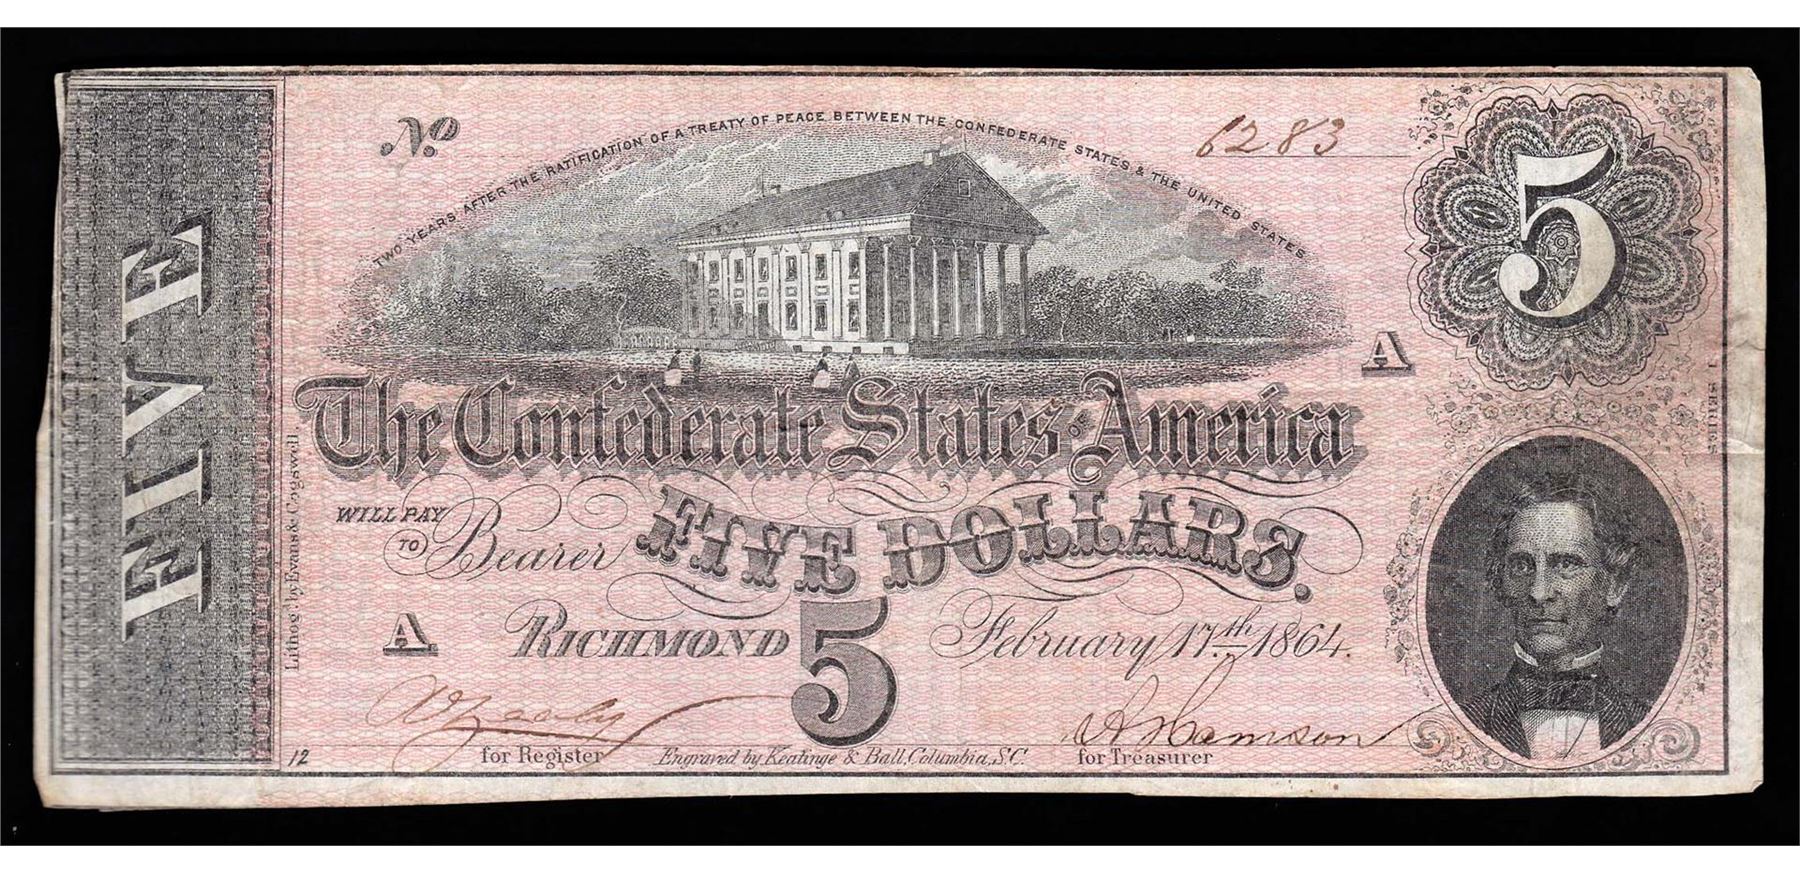 FIVE
No 6283
TWO YEARS AFTER THE RATIFICATION OF A TREATY OF PEACE BETWEEN THE CONFEDERATE STATES & THE UNITED STATES
5
A
1 SERIES
The Confederate States OF America
WILL PAY
TO Bearer FIVE DOLLARS.
A RICHMOND 5 February 17th 1864.
12 for Register Engraved by Keatinge & Ball, Columbia, S.C. for Treasurer
Lithog'd by Evans & Cogswell